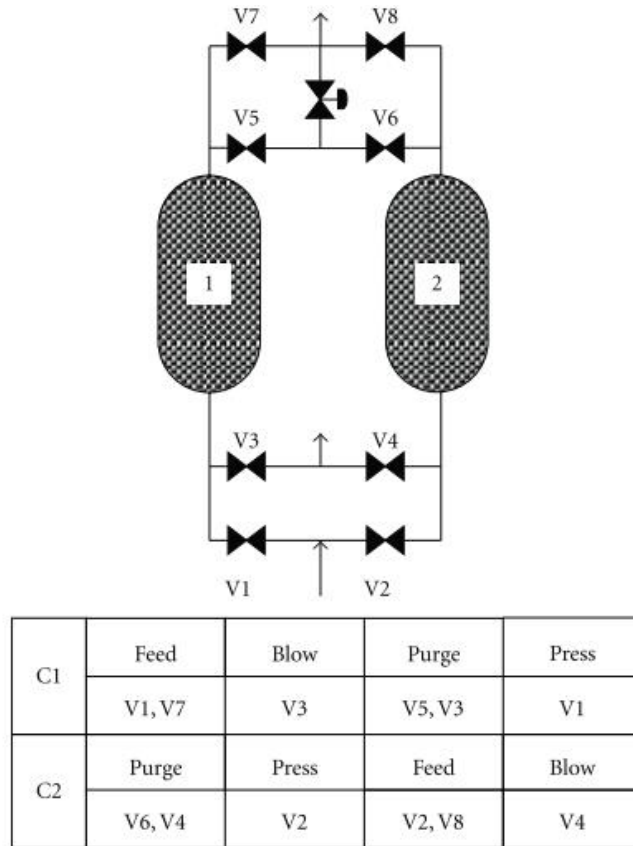 V7 V8
V5 V6
1 2
V3 V4
V1 V2
C1 Feed Blow Purge Press
V1, V7 V3 V5, V3 V1
C2 Purge Press Feed Blow
V6, V4 V2 V2, V8 V4